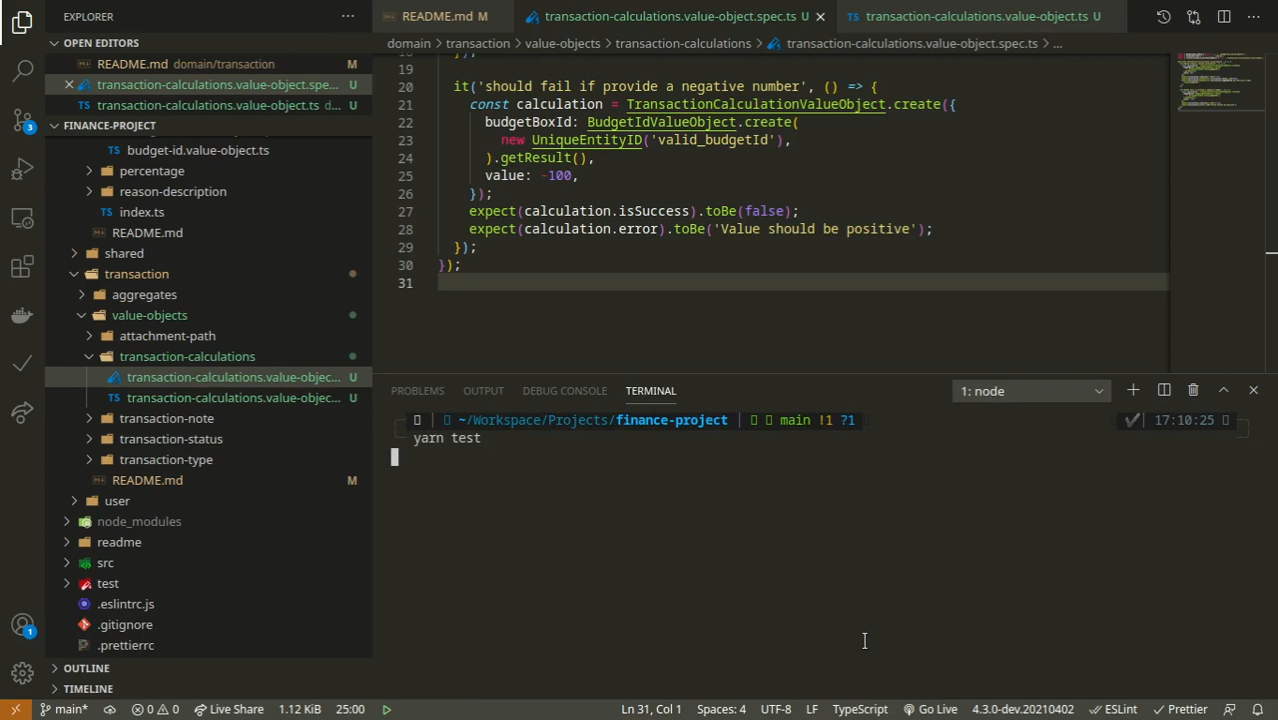 EXPLORER
README.md M
transaction-calculations.value-object.spec.ts U
transaction-calculations.value-object.ts U
OPEN EDITORS
domain transaction value-objects transaction-calculations transaction-calculations.value-object.spec.ts ...
README.md domain/transaction M
transaction-calculations.value-object.spe... U
transaction-calculations.value-object.ts d... U
FINANCE-PROJECT
budget-id.value-object.ts
percentage
reason-description
index.ts
README.md
shared
transaction
aggregates
value-objects
attachment-path
transaction-calculations
transaction-calculations.value-objec... U
transaction-calculations.value-objec... U
transaction-note
transaction-status
transaction-type
README.md M
user
node_modules
readme
src
test
.eslintrc.js
.gitignore
.prettierrc
OUTLINE
TIMELINE
19
20 it('should fail if provide a negative number', () => {
21 const calculation = TransactionCalculationValueObject.create({
22 budgetBoxId: BudgetIdValueObject.create(
23 new UniqueEntityID('valid_budgetId'),
24 ).getResult(),
25 value: -100,
26 });
27 expect(calculation.isSuccess).toBe(false);
28 expect(calculation.error).toBe('Value should be positive');
29 });
30 });
31
PROBLEMS OUTPUT DEBUG CONSOLE TERMINAL 1: node
~/Workspace/Projects/finance-project | main !1 ?1 17:10:25
yarn test
3
1
main* 0 0 Live Share 1.12 KiB 25:00 Ln 31, Col 1 Spaces: 4 UTF-8 LF TypeScript Go Live 4.3.0-dev.20210402 ESLint Prettier